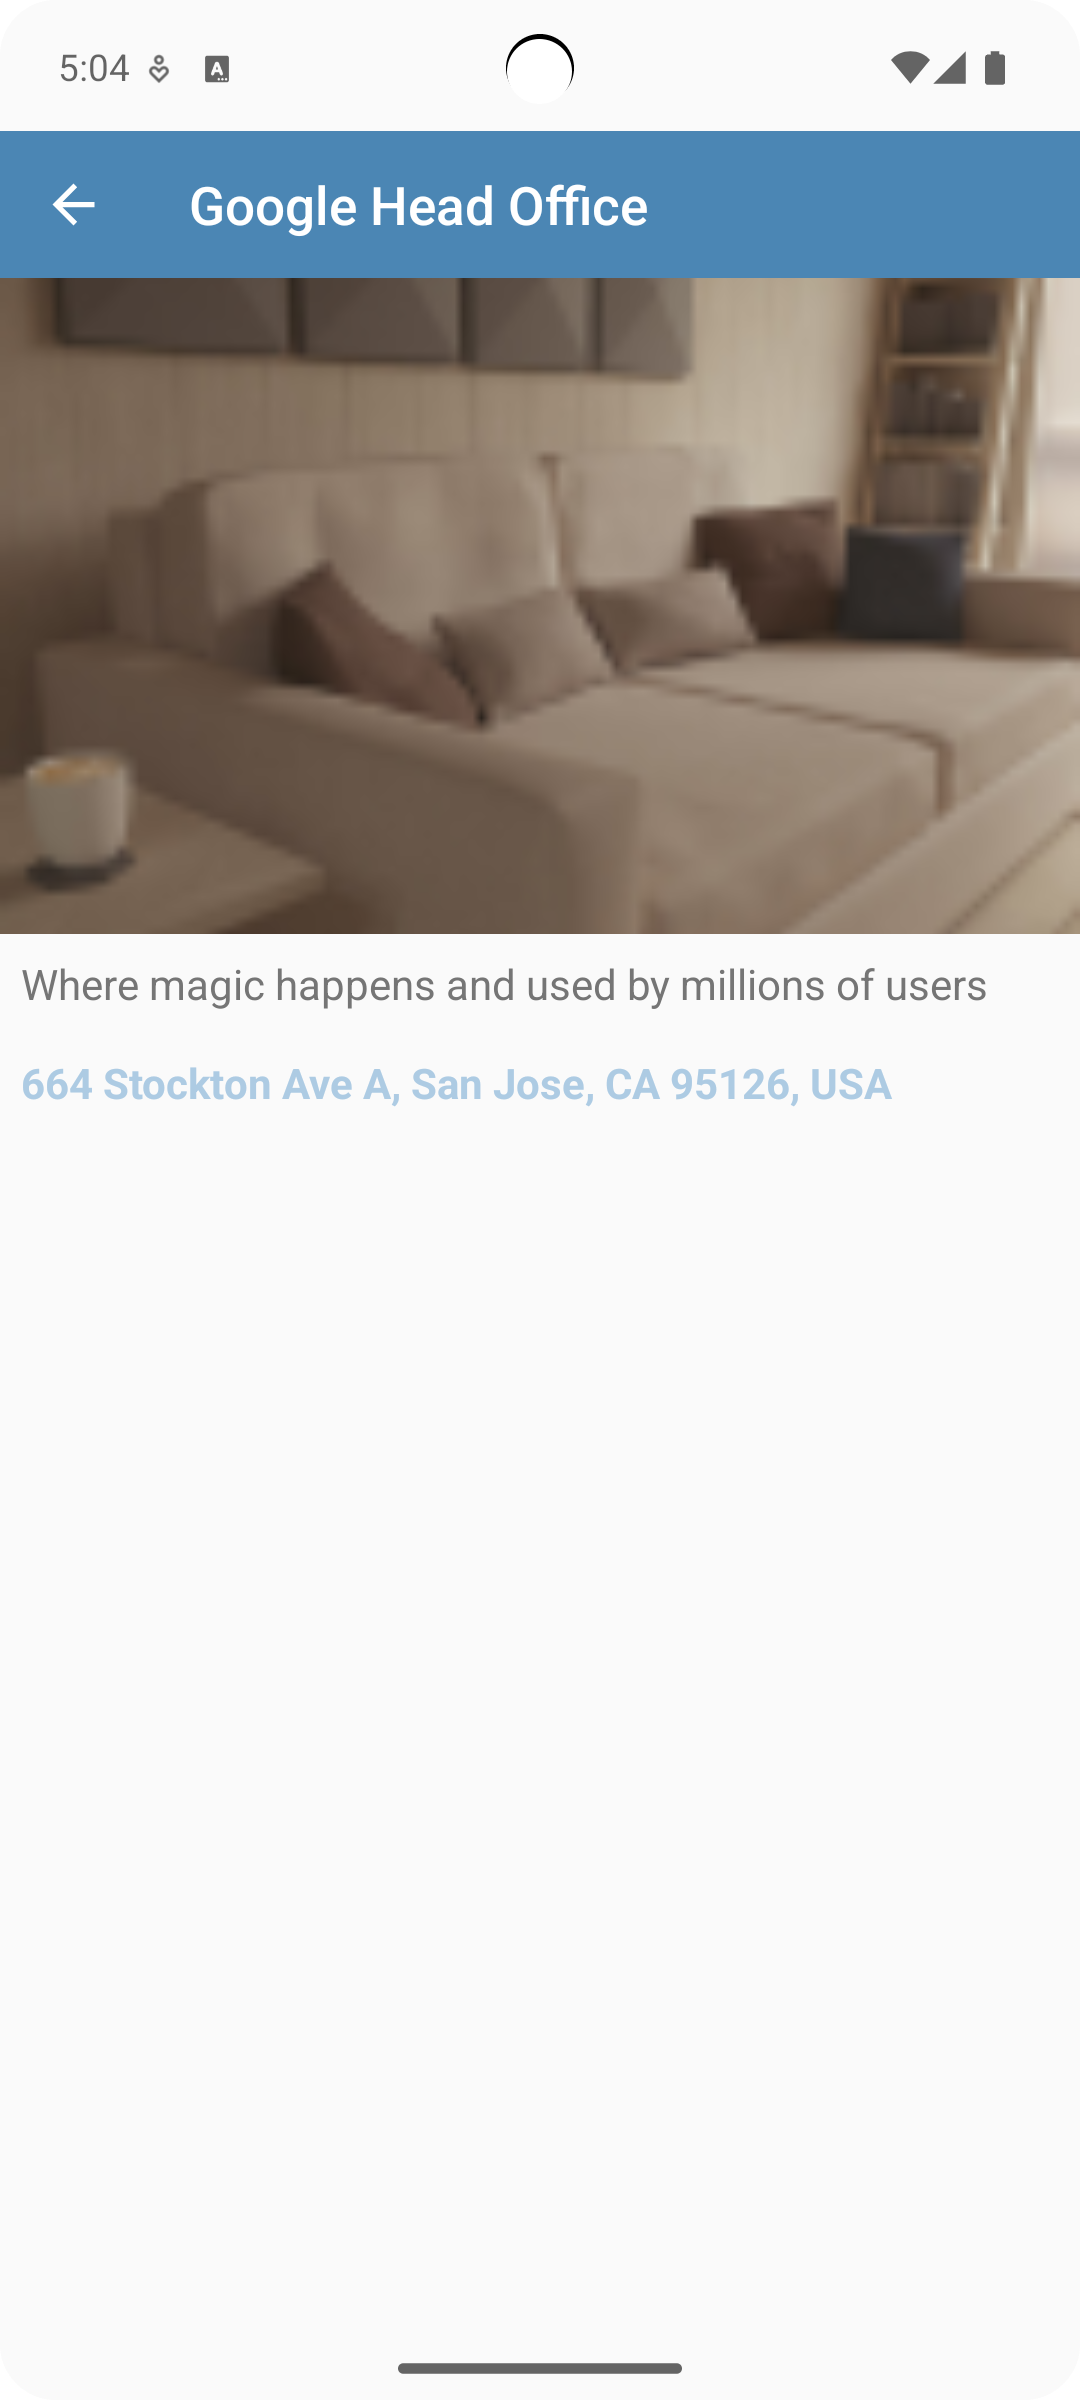 5:04
Google Head Office
Where magic happens and used by millions of users
664 Stockton Ave A, San Jose, CA 95126, USA